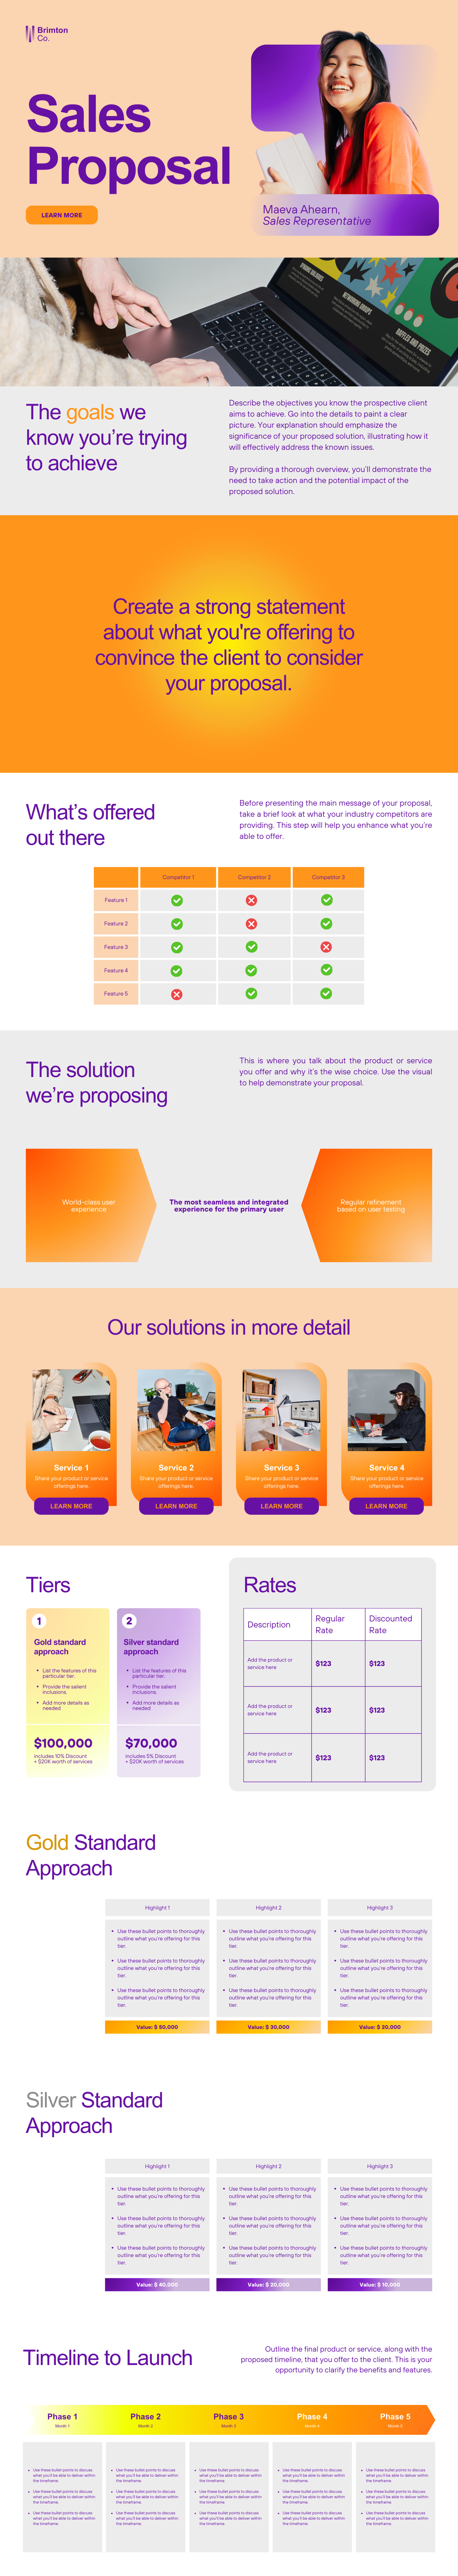 Brimton
Co.
Sales
Proposal
LEARN MORE
Maeva Ahearn,
Sales Representative
NETWORKING GROUPS
RAFFLES AND PRIZES
The goals we
know you’re trying
to achieve
Describe the objectives you know the prospective client
aims to achieve. Go into the details to paint a clear
picture. Your explanation should emphasize the
significance of your proposed solution, illustrating how it
will effectively address the known issues.
By providing a thorough overview, you’ll demonstrate the
need to take action and the potential impact of the
proposed solution.
Create a strong statement
about what you're offering to
convince the client to consider
your proposal.
What’s offered
out there
Before presenting the main message of your proposal,
take a brief look at what your industry competitors are
providing. This step will help you enhance what you’re
able to offer.
Competitor 1 Competitor 2 Competitor 3
Feature 1
Feature 2
Feature 3
Feature 4
Feature 5
The solution
we’re proposing
This is where you talk about the product or service
you offer and why it’s the wise choice. Use the visual
to help demonstrate your proposal.
World-class user
experience
The most seamless and integrated
experience for the primary user
Regular refinement
based on user testing
Our solutions in more detail
Service 1
Share your product or service
offerings here.
LEARN MORE
Service 2
Share your product or service
offerings here.
LEARN MORE
Service 3
Share your product or service
offerings here.
LEARN MORE
Service 4
Share your product or service
offerings here.
LEARN MORE
Tiers
1
Gold standard
approach
• List the features of this
particular tier.
• Provide the salient
inclusions.
• Add more details as
needed
$100,000
includes 10% Discount
+ $20K worth of services
2
Silver standard
approach
• List the features of this
particular tier.
• Provide the salient
inclusions.
• Add more details as
needed
$70,000
Includes 5% Discount
+ $20K worth of services
Rates
Description Regular Rate Discounted Rate
Add the product or
service here $123 $123
Add the product or
service here $123 $123
Add the product or
service here $123 $123
Gold Standard
Approach
Highlight 1
• Use these bullet points to thoroughly
outline what you’re offering for this
tier.
• Use these bullet points to thoroughly
outline what you’re offering for this
tier.
• Use these bullet points to thoroughly
outline what you’re offering for this
tier.
Value: $ 50,000
Highlight 2
• Use these bullet points to thoroughly
outline what you’re offering for this
tier.
• Use these bullet points to thoroughly
outline what you’re offering for this
tier.
• Use these bullet points to thoroughly
outline what you’re offering for this
tier.
Value: $ 30,000
Highlight 3
• Use these bullet points to thoroughly
outline what you’re offering for this
tier.
• Use these bullet points to thoroughly
outline what you’re offering for this
tier.
• Use these bullet points to thoroughly
outline what you’re offering for this
tier.
Value: $ 20,000
Silver Standard
Approach
Highlight 1
• Use these bullet points to thoroughly
outline what you’re offering for this
tier.
• Use these bullet points to thoroughly
outline what you’re offering for this
tier.
• Use these bullet points to thoroughly
outline what you’re offering for this
tier.
Value: $ 40,000
Highlight 2
• Use these bullet points to thoroughly
outline what you’re offering for this
tier.
• Use these bullet points to thoroughly
outline what you’re offering for this
tier.
• Use these bullet points to thoroughly
outline what you’re offering for this
tier.
Value: $ 20,000
Highlight 3
• Use these bullet points to thoroughly
outline what you’re offering for this
tier.
• Use these bullet points to thoroughly
outline what you’re offering for this
tier.
• Use these bullet points to thoroughly
outline what you’re offering for this
tier.
Value: $ 10,000
Timeline to Launch
Outline the final product or service, along with the
proposed timeline, that you offer to the client. This is your
opportunity to clarify the benefits and features.
Phase 1 Phase 2 Phase 3 Phase 4 Phase 5
Month 1 Month 2 Month 3 Month 4 Month 5
• Use these bullet points to discuss
what you’ll be able to deliver within
the timeframe.
• Use these bullet points to discuss
what you’ll be able to deliver within
the timeframe.
• Use these bullet points to discuss
what you’ll be able to deliver within
the timeframe.
• Use these bullet points to discuss
what you’ll be able to deliver within
the timeframe.
• Use these bullet points to discuss
what you’ll be able to deliver within
the timeframe.
• Use these bullet points to discuss
what you’ll be able to deliver within
the timeframe.
• Use these bullet points to discuss
what you’ll be able to deliver within
the timeframe.
• Use these bullet points to discuss
what you’ll be able to deliver within
the timeframe.
• Use these bullet points to discuss
what you’ll be able to deliver within
the timeframe.
• Use these bullet points to discuss
what you’ll be able to deliver within
the timeframe.
• Use these bullet points to discuss
what you’ll be able to deliver within
the timeframe.
• Use these bullet points to discuss
what you’ll be able to deliver within
the timeframe.
• Use these bullet points to discuss
what you’ll be able to deliver within
the timeframe.
• Use these bullet points to discuss
what you’ll be able to deliver within
the timeframe.
• Use these bullet points to discuss
what you’ll be able to deliver within
the timeframe.